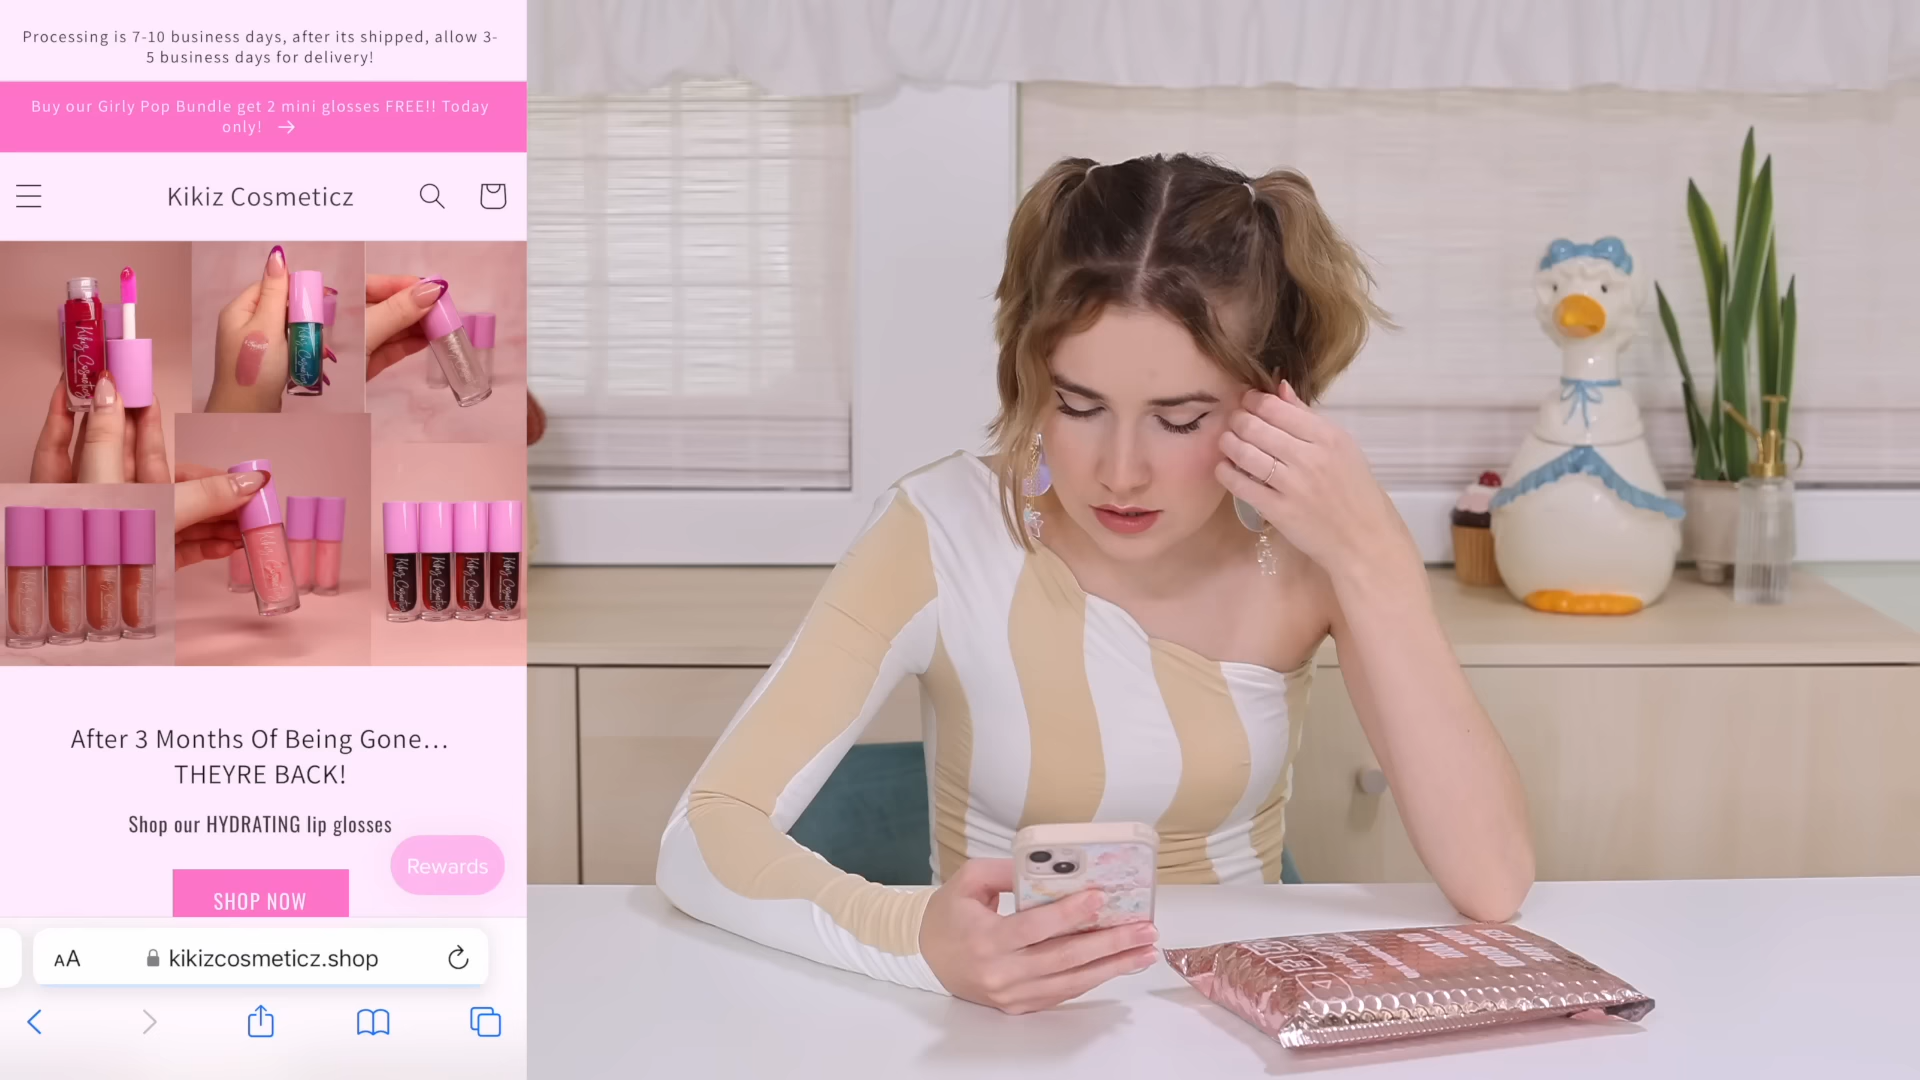 Processing is 7-10 business days, after its shipped, allow 3-
5 business days for delivery!
Buy our Girly Pop Bundle get 2 mini glosses FREE!! Today
only! →
Kikiz Cosmeticz
After 3 Months Of Being Gone...
THEYRE BACK!
Shop our HYDRATING lip glosses
Rewards
SHOP NOW
AA
kikizcosmeticz.shop